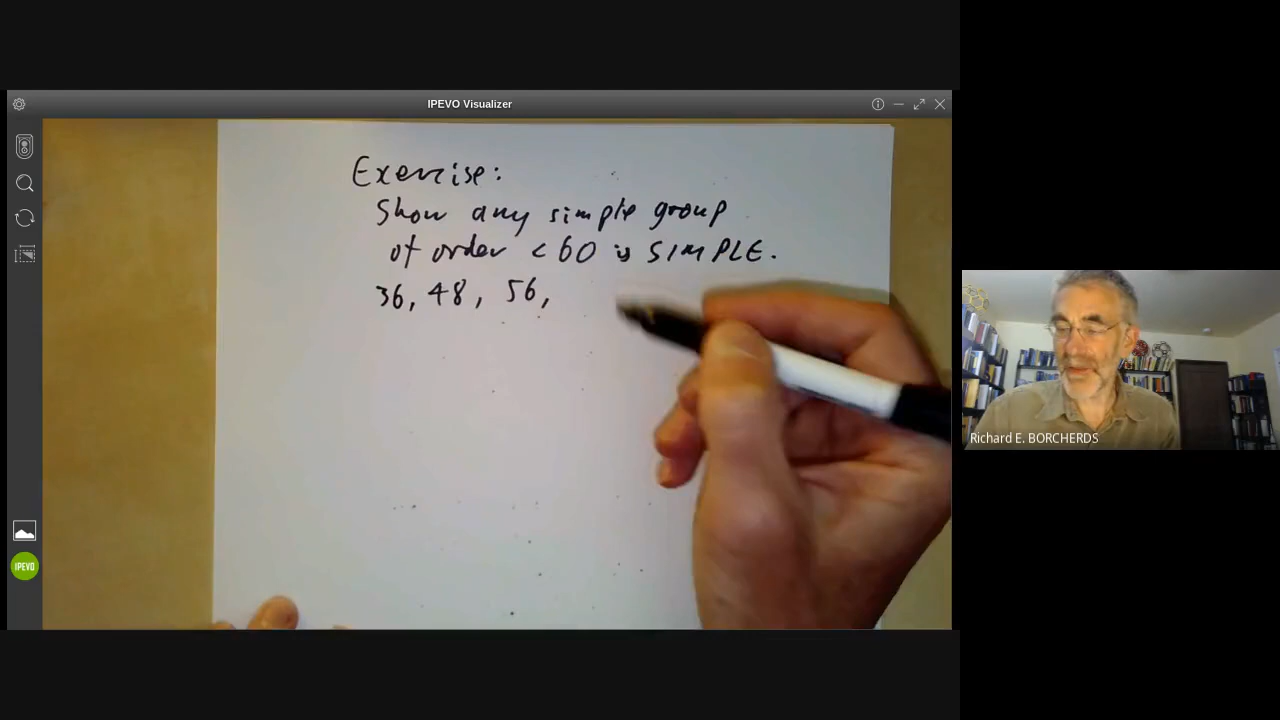 IPEVO Visualizer
Exercise:
Show any simple group
of order < 60 is SIMPLE.
36, 48, 56,
IPEVO
Richard E. BORCHERDS